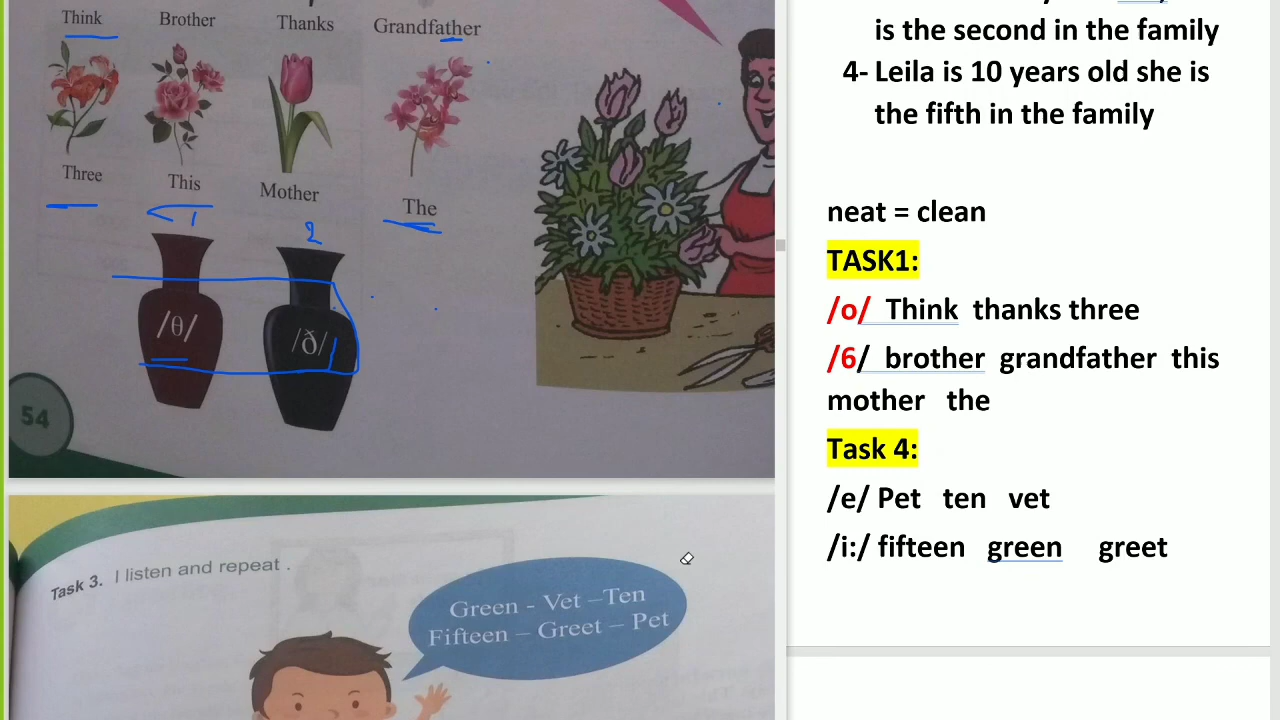 Think Brother Thanks Grandfather
Three This Mother The
1 2
/θ/ /ð/
54
Task 3. I listen and repeat .
Green - Vet –Ten
Fifteen – Greet – Pet
is the second in the family
4- Leila is 10 years old she is
the fifth in the family
neat = clean
TASK1:
/o/ Think thanks three
/6/ brother grandfather this
mother the
Task 4:
/e/ Pet ten vet
/i:/ fifteen green greet